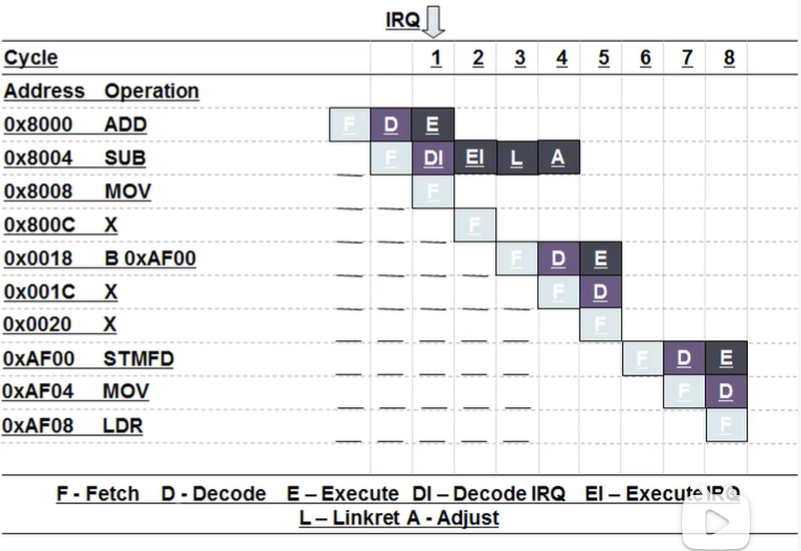 IRQ
Cycle 1 2 3 4 5 6 7 8
Address Operation
0x8000 ADD F D E
0x8004 SUB F DI EI L A
0x8008 MOV F
0x800C X F
0x0018 B 0xAF00 F D E
0x001C X F D
0x0020 X F
0xAF00 STMFD F D E
0xAF04 MOV F D
0xAF08 LDR F
F - Fetch D - Decode E – Execute DI – Decode IRQ EI – Execute IRQ
L – Linkret A - Adjust